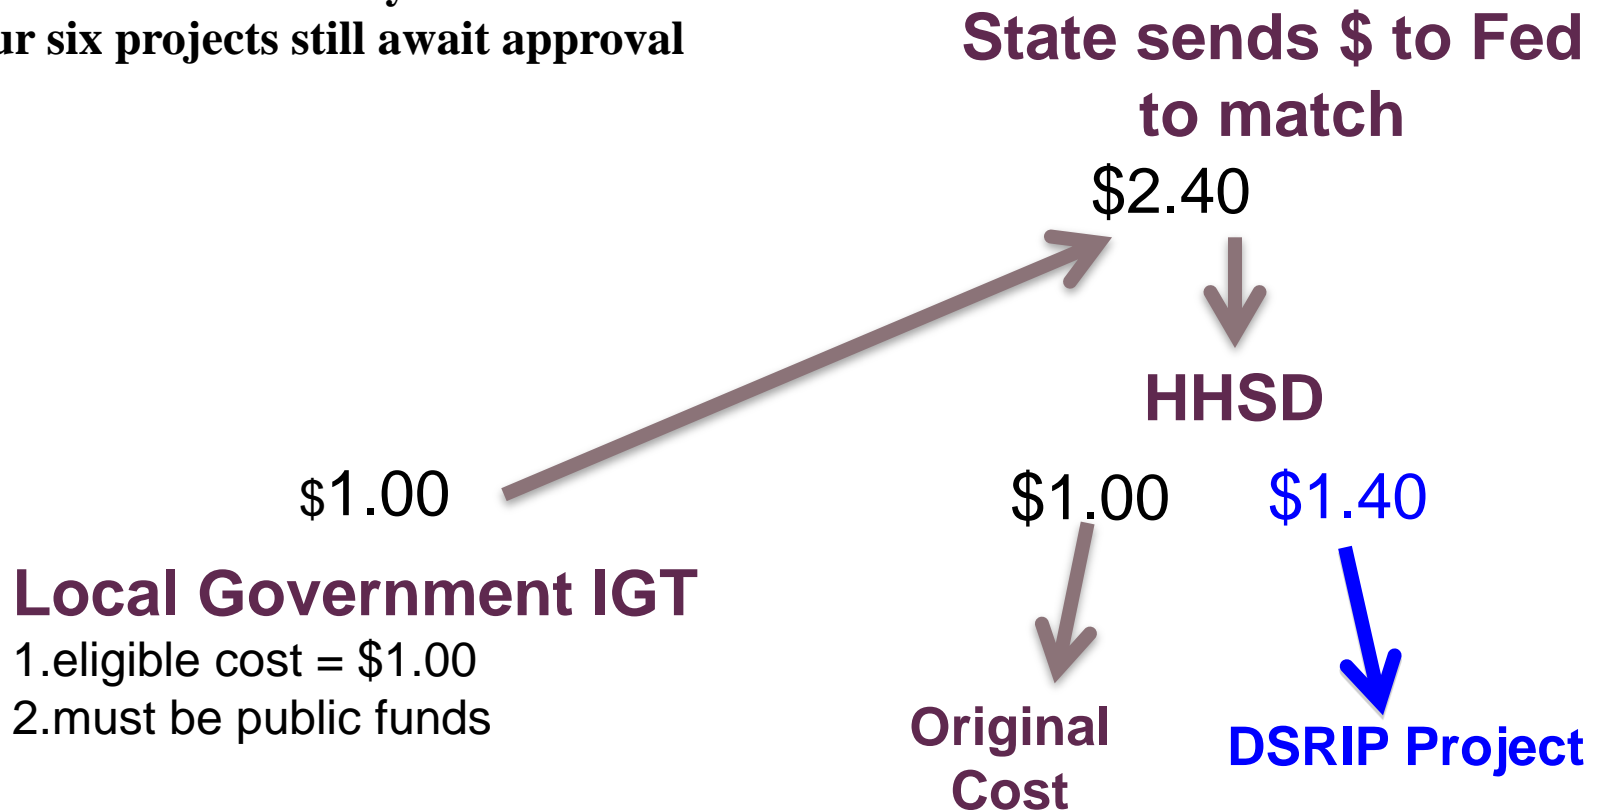 six projects still await approval
State sends $ to Fed
to match
$2.40
HHSD
$1.00
$1.00
$1.40
Local Government IGT
1.eligible cost = $1.00
2.must be public funds
Original
Cost
DSRIP Project